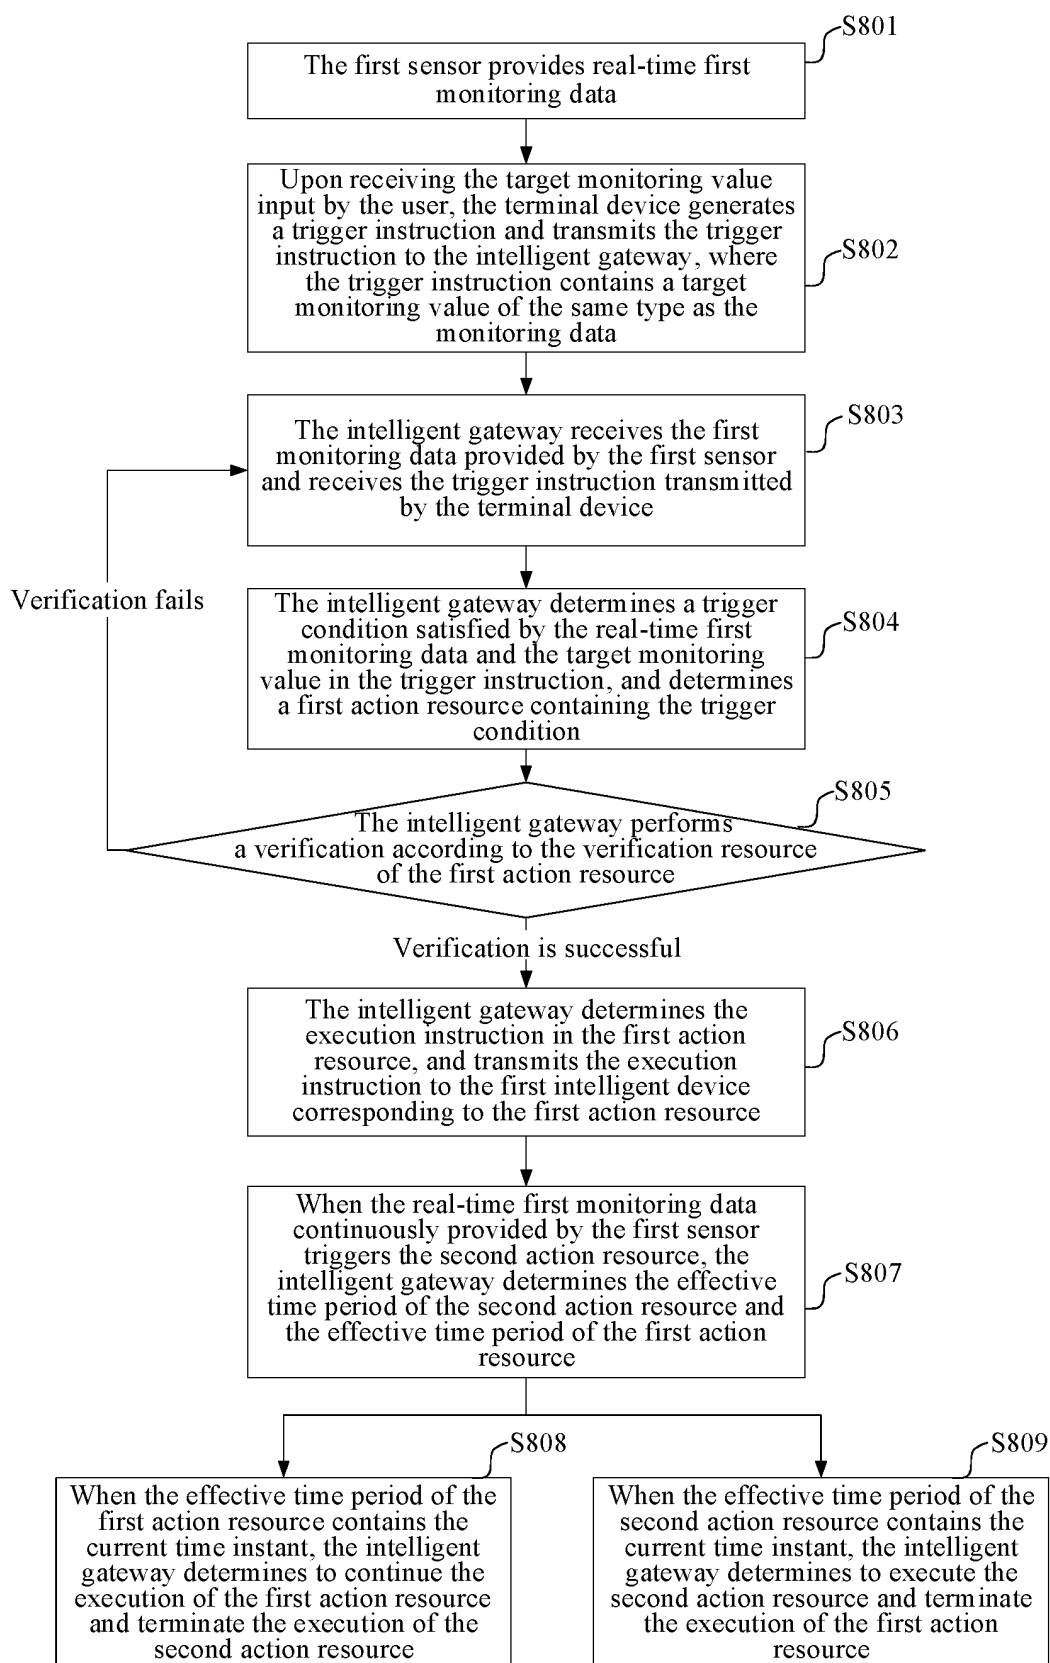 S801
The first sensor provides real-time first
monitoring data
Upon receiving the target monitoring value
input by the user, the terminal device generates
a trigger instruction and transmits the trigger
instruction to the intelligent gateway, where
the trigger instruction contains a target
monitoring value of the same type as the
monitoring data
S802
S803
The intelligent gateway receives the first
monitoring data provided by the first sensor
and receives the trigger instruction transmitted
by the terminal device
Verification fails
The intelligent gateway determines a trigger
condition satisfied by the real-time first
monitoring data and the target monitoring
value in the trigger instruction, and determines
a first action resource containing the trigger
condition
S804
S805
The intelligent gateway performs
a verification according to the verification resource
of the first action resource
Verification is successful
The intelligent gateway determines the
execution instruction in the first action
resource, and transmits the execution
instruction to the first intelligent device
corresponding to the first action resource
S806
When the real-time first monitoring data
continuously provided by the first sensor
triggers the second action resource, the
intelligent gateway determines the effective
time period of the second action resource and
the effective time period of the first action
resource
S807
S808
When the effective time period of the
first action resource contains the
current time instant, the intelligent
gateway determines to continue the
execution of the first action resource
and terminate the execution of the
second action resource
S809
When the effective time period of the
second action resource contains the
current time instant, the intelligent
gateway determines to execute the
second action resource and terminate
the execution of the first action
resource